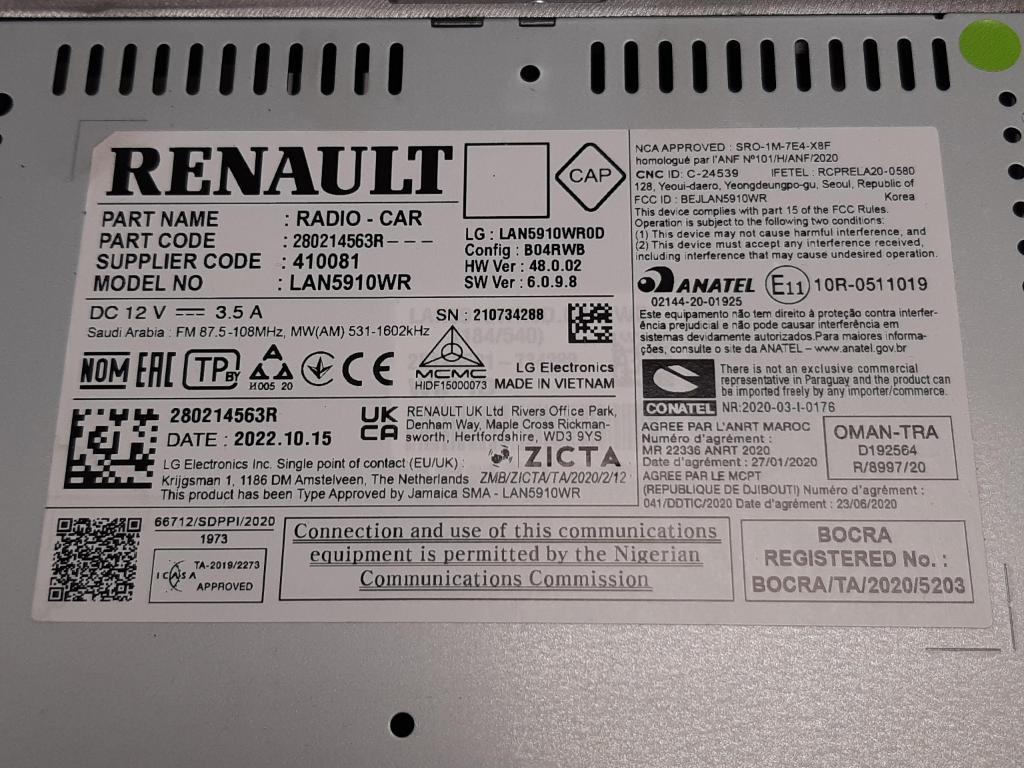 RENAULT
CAP
PART NAME : RADIO - CAR
PART CODE : 280214563R - - -
SUPPLIER CODE : 410081
MODEL NO : LAN5910WR
LG : LAN5910WR0D
Config : B04RWB
HW Ver : 48.0.02
SW Ver : 6.0.9.8
DC 12 V 3.5 A
SN : 210734288
Saudi Arabia : FM 87.5-108MHz, MW(AM) 531-1602kHz
NOM EAC TP BY
И005 20
CE
MCMC
HIDF15000073
LG Electronics
MADE IN VIETNAM
280214563R
DATE : 2022.10.15
UK
CA
RENAULT UK Ltd Rivers Office Park,
Denham Way, Maple Cross Rickman-
sworth, Hertfordshire, WD3 9YS
LG Electronics Inc. Single point of contact (EU/UK) :
Krijgsman 1, 1186 DM Amstelveen, The Netherlands
This product has been Type Approved by Jamaica SMA - LAN5910WR
ZICTA
ZMB/ZICTA/TA/2020/2/12
NCA APPROVED : SRO-1M-7E4-X8F
homologué par l'ANF Nº101/H/ANF/2020
CNC ID: C-24539 IFETEL : RCPRELA20-0580
128, Yeoui-daero, Yeongdeungpo-gu, Seoul, Republic of
FCC ID : BEJLAN5910WR Korea
This device complies with part 15 of the FCC Rules.
Operation is subject to the following two conditions:
(1) This device may not cause harmful interference, and
(2) This device must accept any interference received,
including interference that may cause undesired operation.
ANATEL
02144-20-01925
E11 10R-0511019
Este equipamento não tem direito à proteção contra interfer-
ência prejudicial e não pode causar interferência em
sistemas devidamente autorizados.Para maiores informa-
ções, consulte o site da ANATEL – www.anatel.gov.br
CONATEL
There is not an exclusive commercial
representative in Paraguay and the product can
be imported freely by any importer/commerce.
NR:2020-03-I-0176
AGREE PAR L'ANRT MAROC
Numéro d'agrément :
MR 22336 ANRT 2020
Date d'agrément : 27/01/2020
AGREE PAR LE MCPT
(REPUBLIQUE DE DJIBOUTI) Numéro d'agrément :
041/DDTIC/2020 Date d'agrément : 23/06/2020
OMAN-TRA
D192564
R/8997/20
66712/SDPPI/2020
1973
ICASA
TA-2019/2273
APPROVED
Connection and use of this communications
equipment is permitted by the Nigerian
Communications Commission
BOCRA
REGISTERED No. :
BOCRA/TA/2020/5203